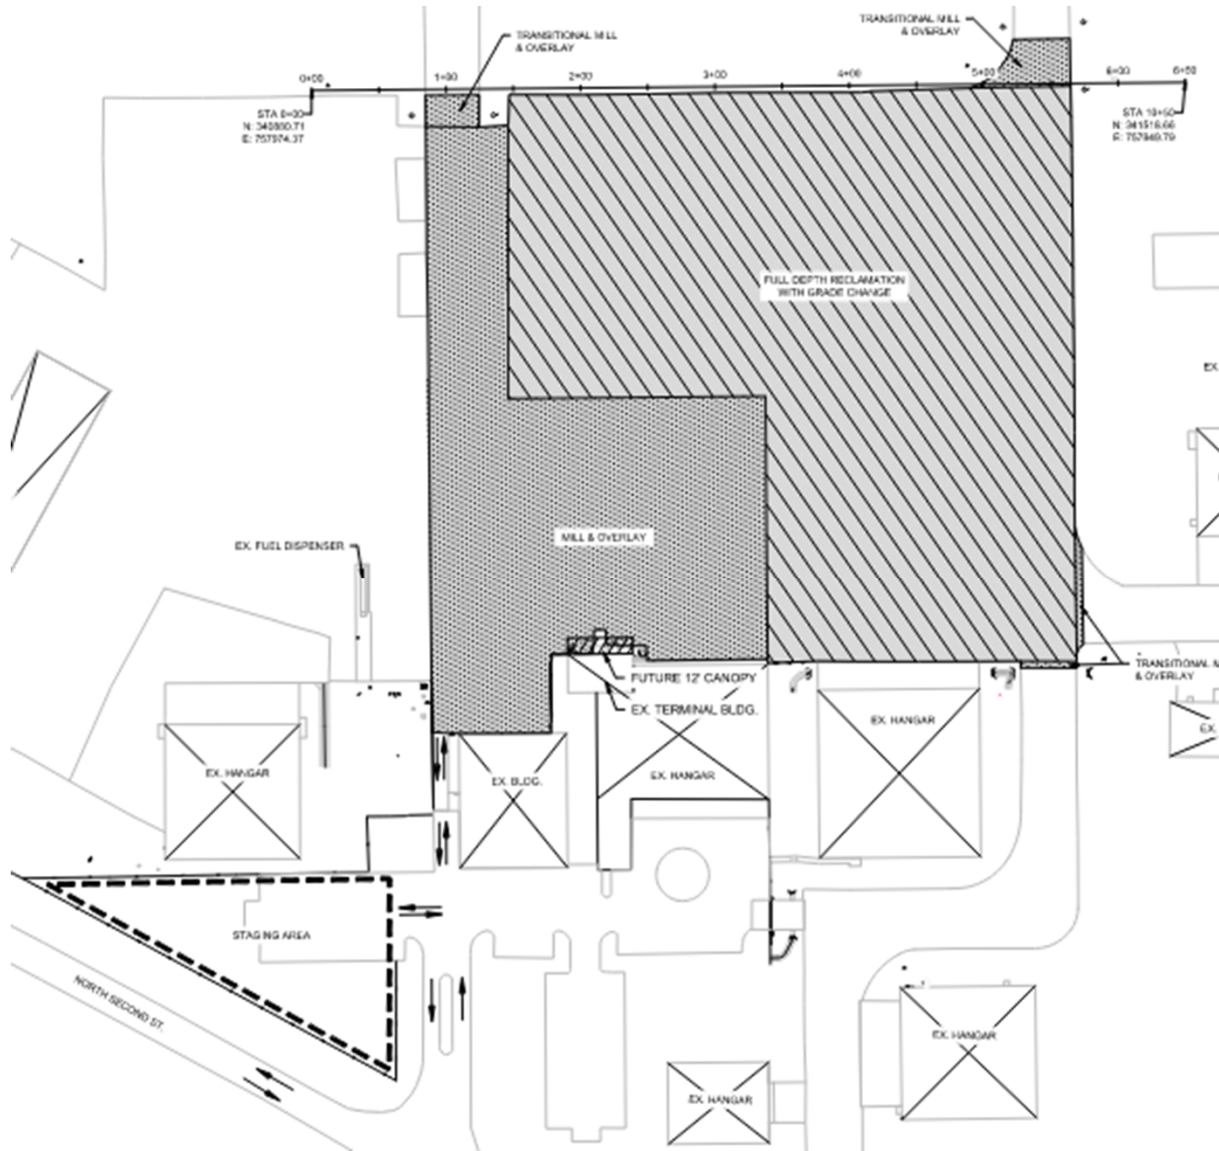 TRANSITIONAL MILL
& OVERLAY
TRANSITIONAL MILL
& OVERLAY
0+00
1+00
2+00
3+00
4+00
5+00
6+00
6+50
STA 0+00
E: 757974.37
STA 10+50
FULL DEPTH RECLAMATION
WITH GRADE CHANGE
EX.
MILL & OVERLAY
EX. FUEL DISPENSER
FUTURE 12' CANOPY
EX. TERMINAL BLDG.
TRANSITIONAL M
& OVERLAY
EX. HANGAR
EX.
EX. HANGAR
EX. BLDG.
EX. HANGAR
STAGING AREA
NORTH SECOND ST.
EX. HANGAR
EX. HANGAR